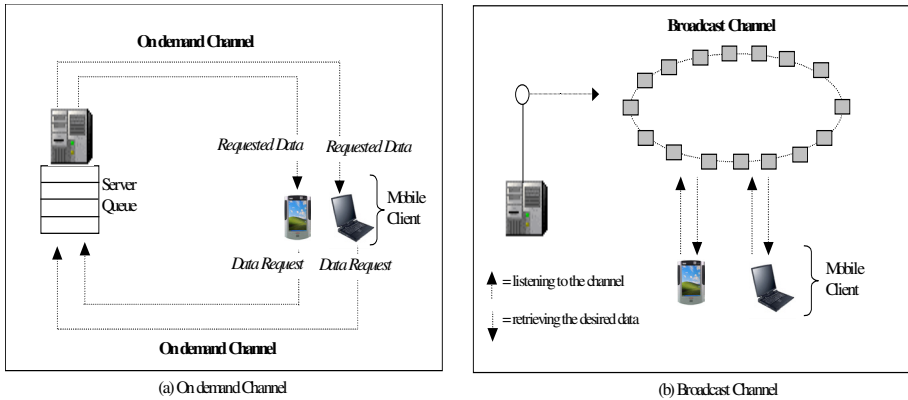 On demand Channel
Requested Data
Requested Data
Server
Queue
Mobile
Client
Data Request
Data Request
On demand Channel
(a) On demand Channel
Broadcast Channel
= listening to the channel
= retrieving the desired data
Mobile
Client
(b) Broadcast Channel